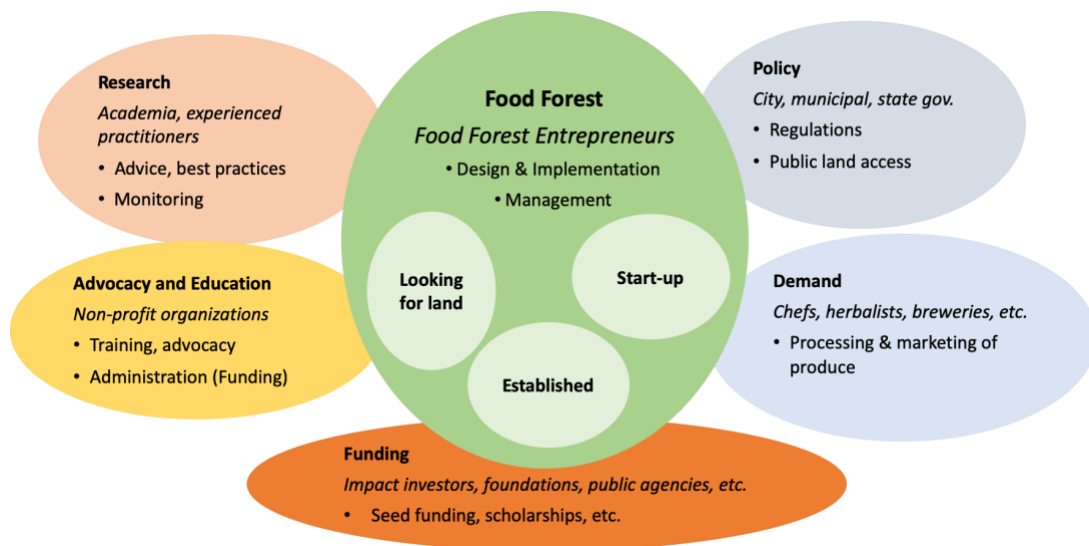 Research
Academia, experienced
practitioners
• Advice, best practices
• Monitoring
Food Forest
Food Forest Entrepreneurs
• Design & Implementation
• Management
Policy
City, municipal, state gov.
• Regulations
• Public land access
Advocacy and Education
Non-profit organizations
• Training, advocacy
• Administration (Funding)
Looking
for land
Start-up
Established
Demand
Chefs, herbalists, breweries, etc.
• Processing & marketing of
produce
Funding
Impact investors, foundations, public agencies, etc.
• Seed funding, scholarships, etc.